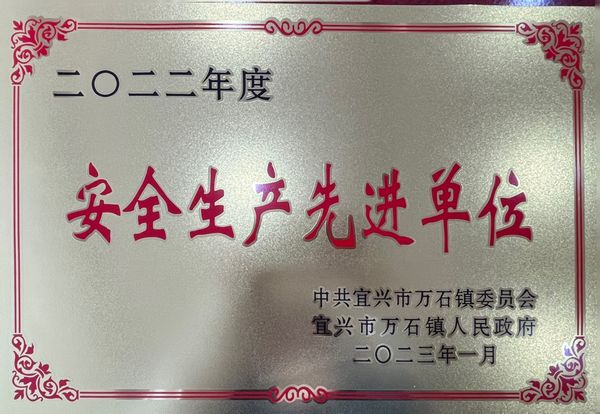 二〇二二年度
安全生产先进单位
中共宜兴市万石镇委员会
宜兴市万石镇人民政府
二〇二三年一月